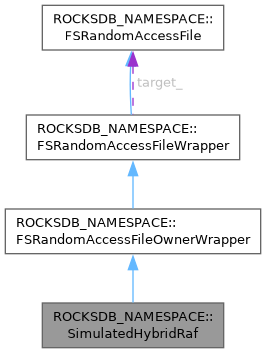 ROCKSDB_NAMESPACE::
FSRandomAccessFile
target_
ROCKSDB_NAMESPACE::
FSRandomAccessFileWrapper
ROCKSDB_NAMESPACE::
FSRandomAccessFileOwnerWrapper
ROCKSDB_NAMESPACE::
SimulatedHybridRaf